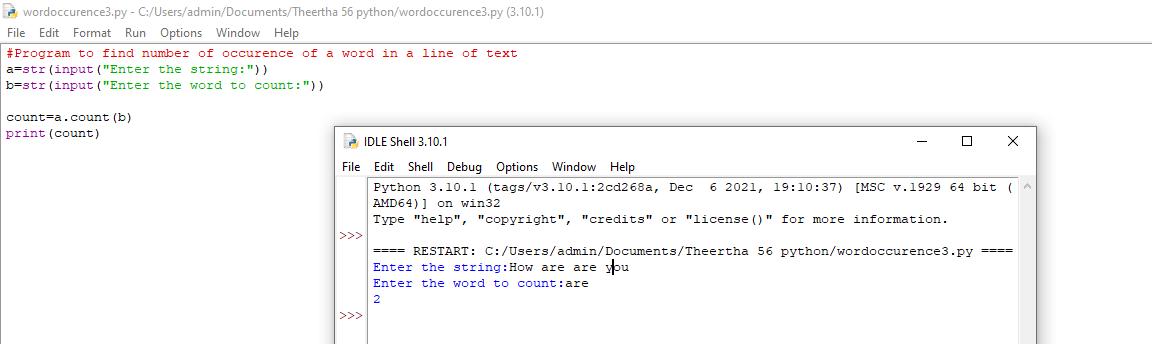 wordoccurence3.py - C:/Users/admin/Documents/Theertha 56 python/wordoccurence3.py (3.10.1)
File Edit Format Run Options Window Help
#Program to find number of occurence of a word in a line of text
a=str(input("Enter the string:"))
b=str(input("Enter the word to count:"))
count=a.count(b)
print(count)
IDLE Shell 3.10.1
File Edit Shell Debug Options Window Help
Python 3.10.1 (tags/v3.10.1:2cd268a, Dec  6 2021, 19:10:37) [MSC v.1929 64 bit (
AMD64)] on win32
Type "help", "copyright", "credits" or "license()" for more information.
>>>
==== RESTART: C:/Users/admin/Documents/Theertha 56 python/wordoccurence3.py ====
Enter the string:How are are you
Enter the word to count:are
2
>>>